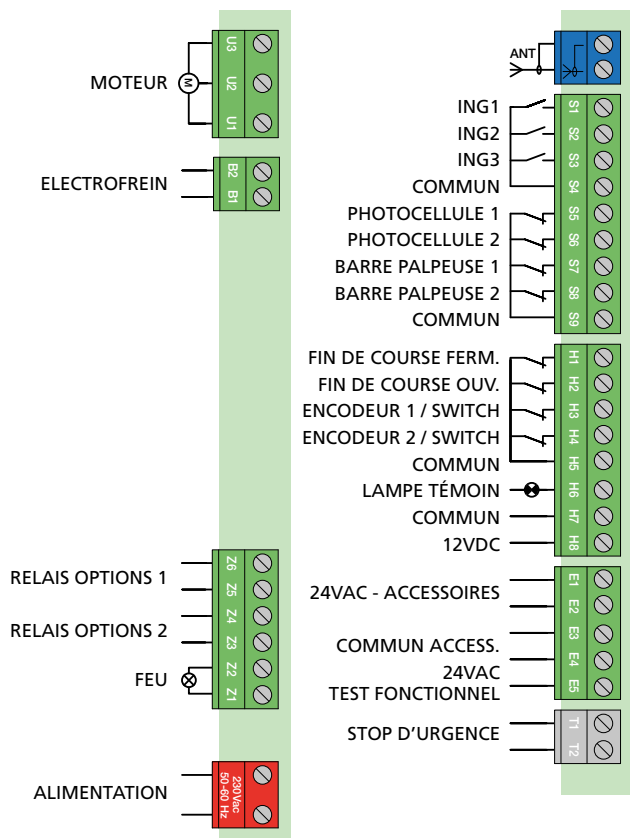 MOTEUR
M
U3
U2
U1
ELECTROFREIN
B2
B1
RELAIS OPTIONS 1
RELAIS OPTIONS 2
FEU
Z6
Z5
Z4
Z3
Z2
Z1
ALIMENTATION
230Vac
50-60 Hz
ANT
ING1
S1
ING2
S2
ING3
S3
COMMUN
S4
PHOTOCELLULE 1
S5
PHOTOCELLULE 2
S6
BARRE PALPEUSE 1
S7
BARRE PALPEUSE 2
S8
COMMUN
S9
FIN DE COURSE FERM.
H1
FIN DE COURSE OUV.
H2
ENCODEUR 1 / SWITCH
H3
ENCODEUR 2 / SWITCH
H4
COMMUN
H5
LAMPE TÉMOIN
H6
COMMUN
H7
12VDC
H8
24VAC - ACCESSOIRES
E1
E2
COMMUN ACCESS.
E3
24VAC
E4
TEST FONCTIONNEL
E5
STOP D'URGENCE
T1
T2